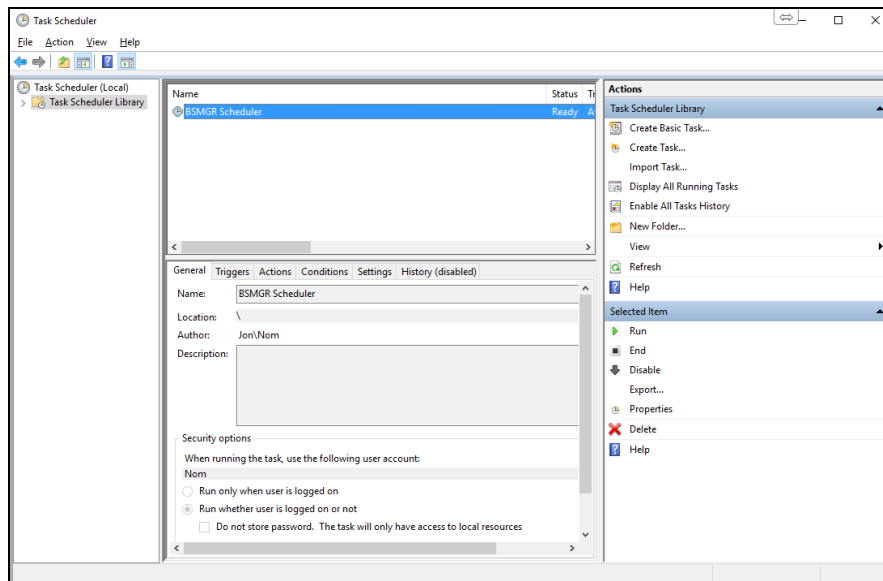 Task Scheduler
File Action View Help
Task Scheduler (Local)
Task Scheduler Library
Name Status Tr
BSMGR Scheduler Ready A
General Triggers Actions Conditions Settings History (disabled)
Name: BSMGR Scheduler
Location: \
Author: Jon\Nom
Description:
Security options
When running the task, use the following user account:
Nom
Run only when user is logged on
Run whether user is logged on or not
Do not store password. The task will only have access to local resources
Actions
Task Scheduler Library
Create Basic Task...
Create Task...
Import Task...
Display All Running Tasks
Enable All Tasks History
New Folder...
View
Refresh
Help
Selected Item
Run
End
Disable
Export...
Properties
Delete
Help